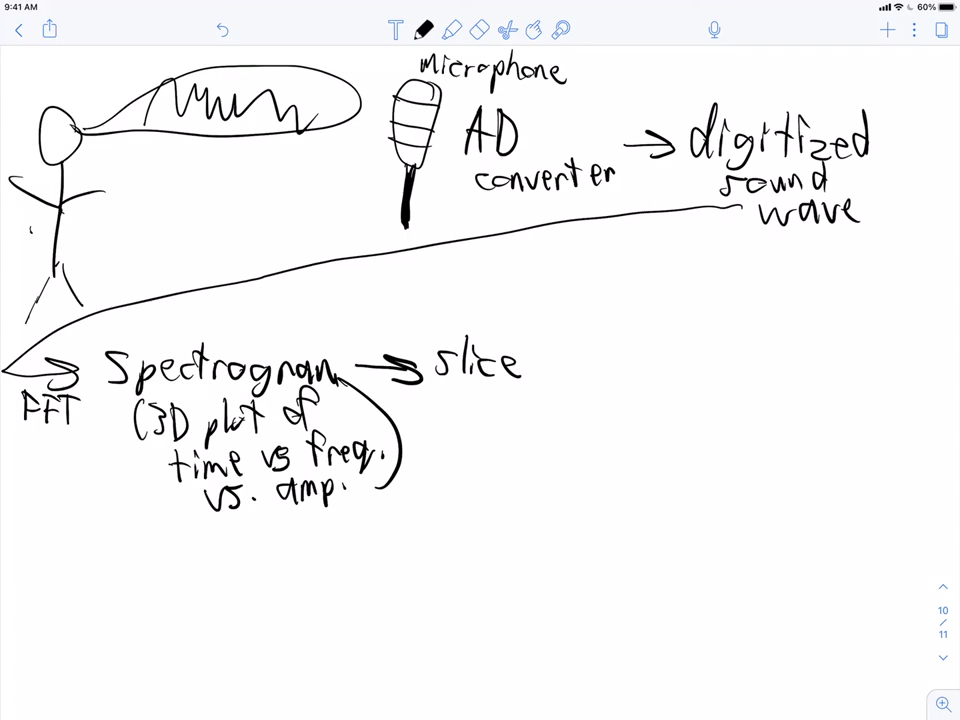 9:41 AM
60%
T
microphone
AD
converter
→ digitized
sound
wave
→ Spectrogram → slice
FFT
(3D plot of
time vs freq.
vs. amp.)
10
/
11